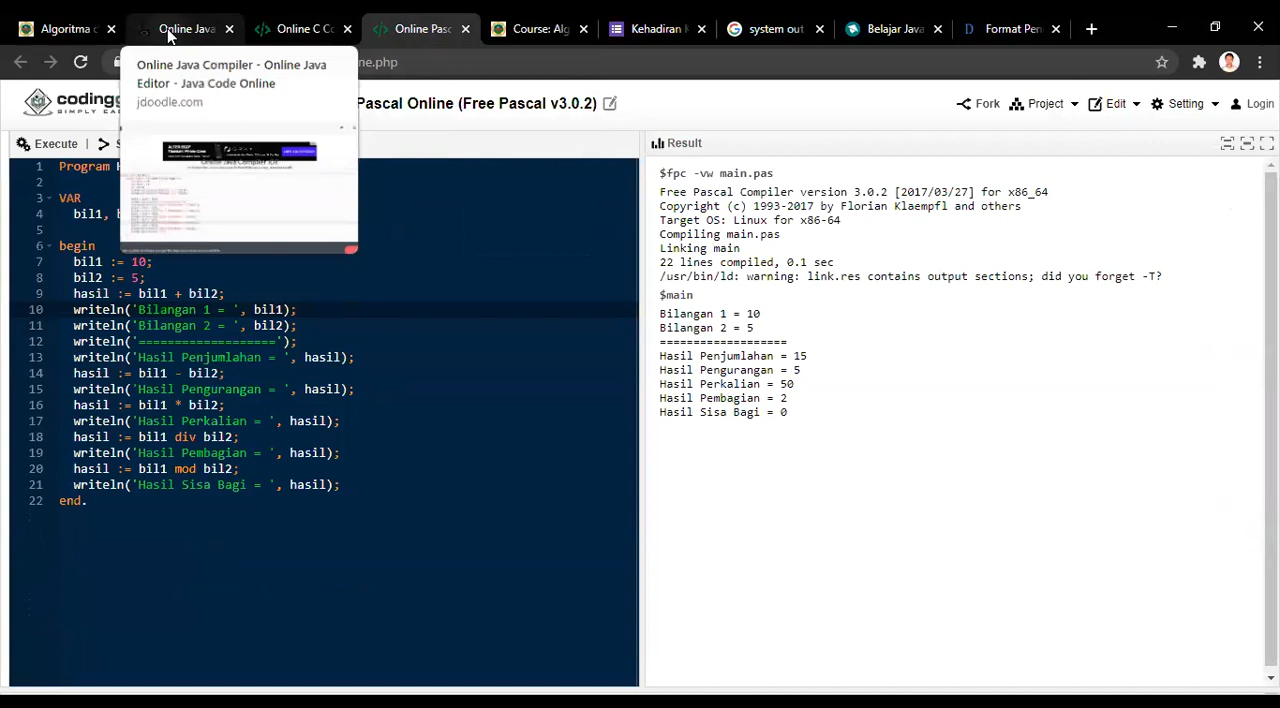 Algoritma c
Online Java
Online C Co
Online Pasc
Course: Alg
Kehadiran
system out
Belajar Java
Format Pen
Online Java Compiler - Online Java
Editor - Java Code Online
jdoodle.com
ne.php
coding
SIMPLY EAS
Pascal Online (Free Pascal v3.0.2)
Fork
Project
Edit
Setting
Login
Execute | > S
Result
1 Program
2
3 VAR
4 bil1, b
5
6 begin
7 bil1 := 10;
8 bil2 := 5;
9 hasil := bil1 + bil2;
10 writeln('Bilangan 1 = ', bil1);
11 writeln('Bilangan 2 = ', bil2);
12 writeln('===================');
13 writeln('Hasil Penjumlahan = ', hasil);
14 hasil := bil1 - bil2;
15 writeln('Hasil Pengurangan = ', hasil);
16 hasil := bil1 * bil2;
17 writeln('Hasil Perkalian = ', hasil);
18 hasil := bil1 div bil2;
19 writeln('Hasil Pembagian = ', hasil);
20 hasil := bil1 mod bil2;
21 writeln('Hasil Sisa Bagi = ', hasil);
22 end.
$fpc -vw main.pas
Free Pascal Compiler version 3.0.2 [2017/03/27] for x86_64
Copyright (c) 1993-2017 by Florian Klaempfl and others
Target OS: Linux for x86-64
Compiling main.pas
Linking main
22 lines compiled, 0.1 sec
/usr/bin/ld: warning: link.res contains output sections; did you forget -T?
$main
Bilangan 1 = 10
Bilangan 2 = 5
==================
Hasil Penjumlahan = 15
Hasil Pengurangan = 5
Hasil Perkalian = 50
Hasil Pembagian = 2
Hasil Sisa Bagi = 0